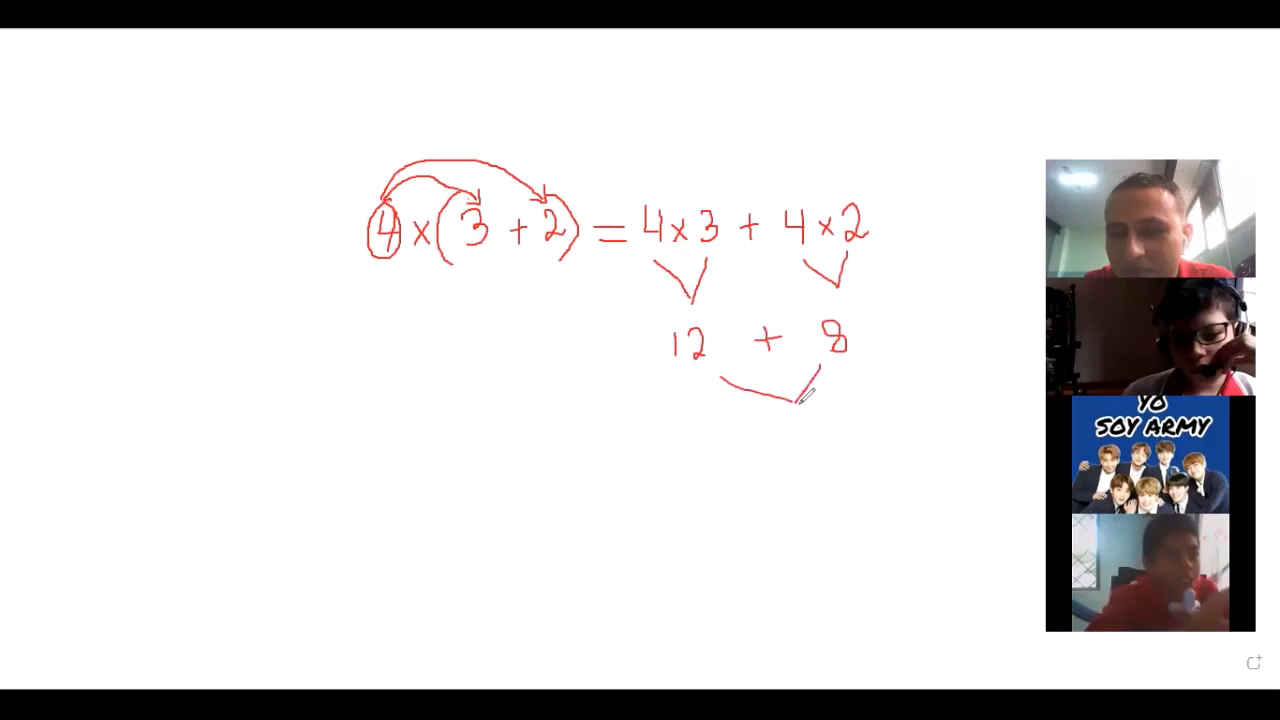 4 × (3 + 2) = 4 × 3 + 4 × 2
12 + 8
YO
SOY ARMY